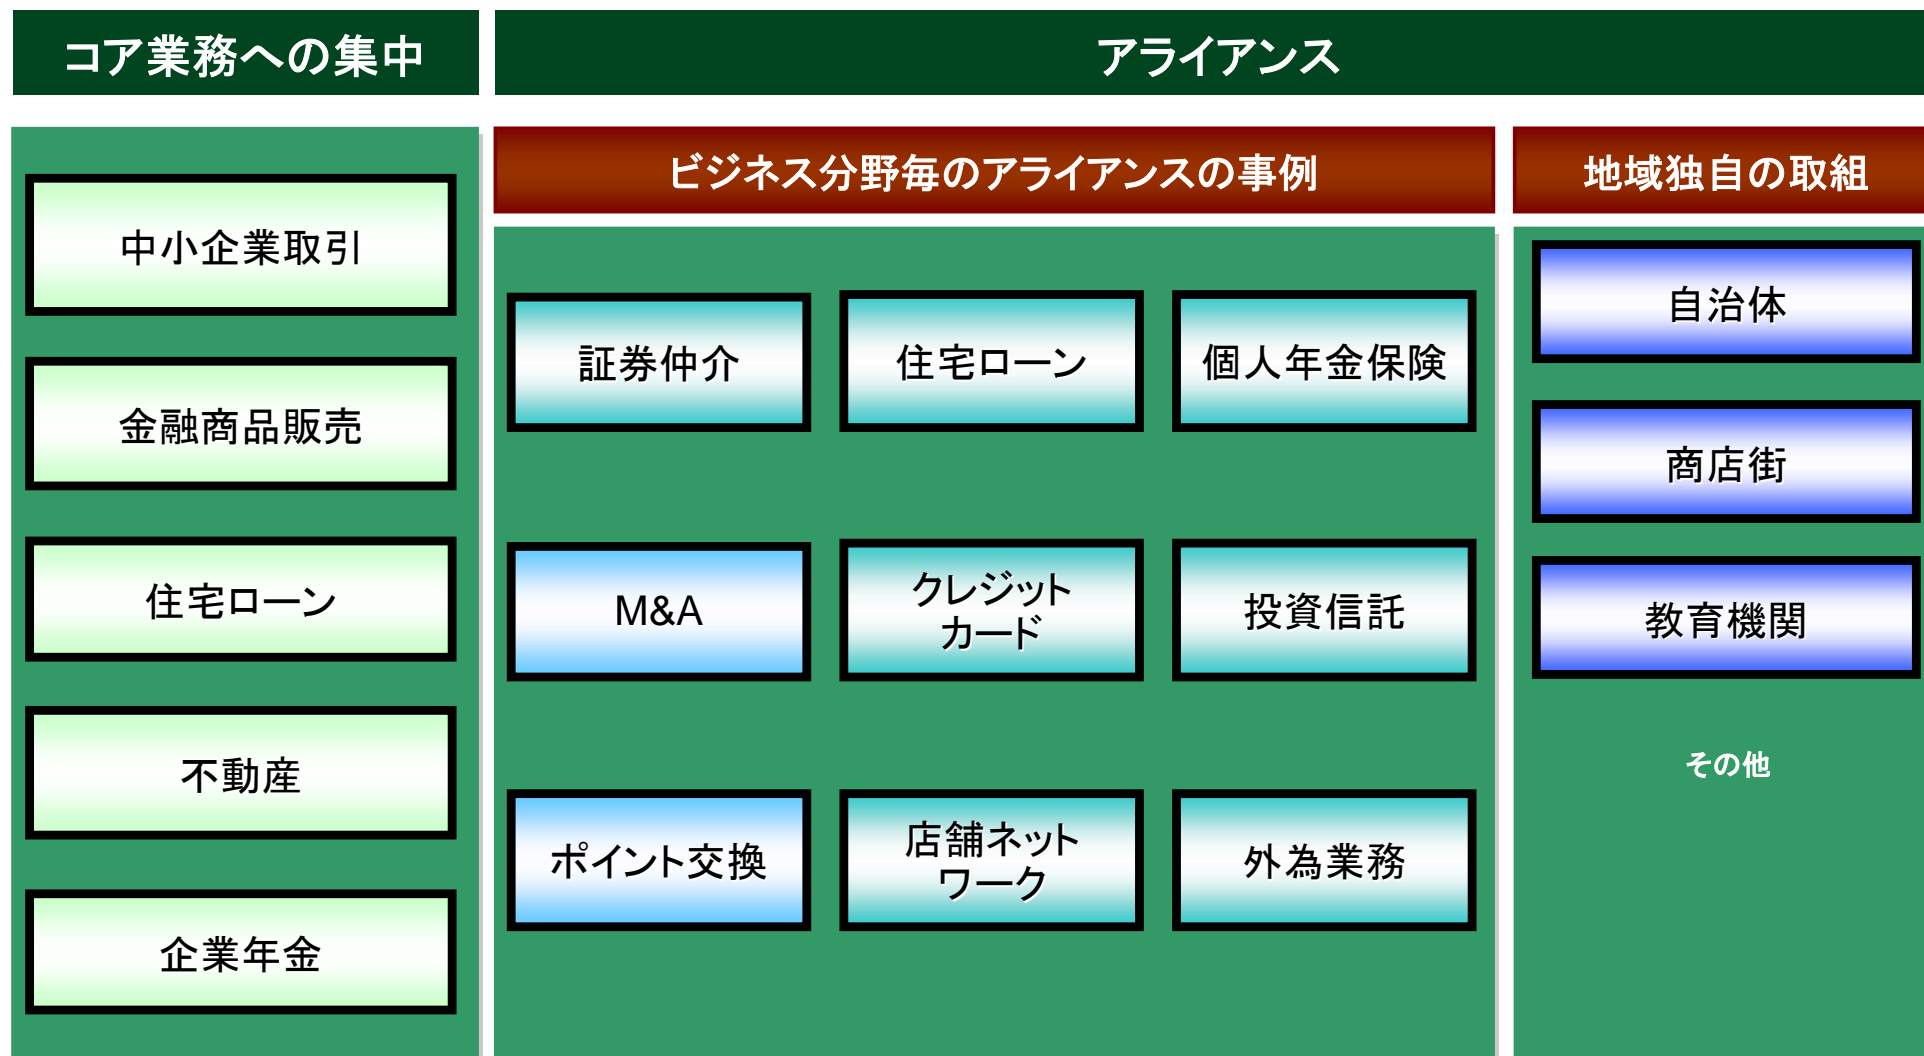 コア業務への集中
アライアンス
中小企業取引
金融商品販売
住宅ローン
不動産
企業年金
ビジネス分野毎のアライアンスの事例
証券仲介
住宅ローン
個人年金保険
M&A
クレジット
カード
投資信託
ポイント交換
店舗ネット
ワーク
外為業務
地域独自の取組
自治体
商店街
教育機関
その他